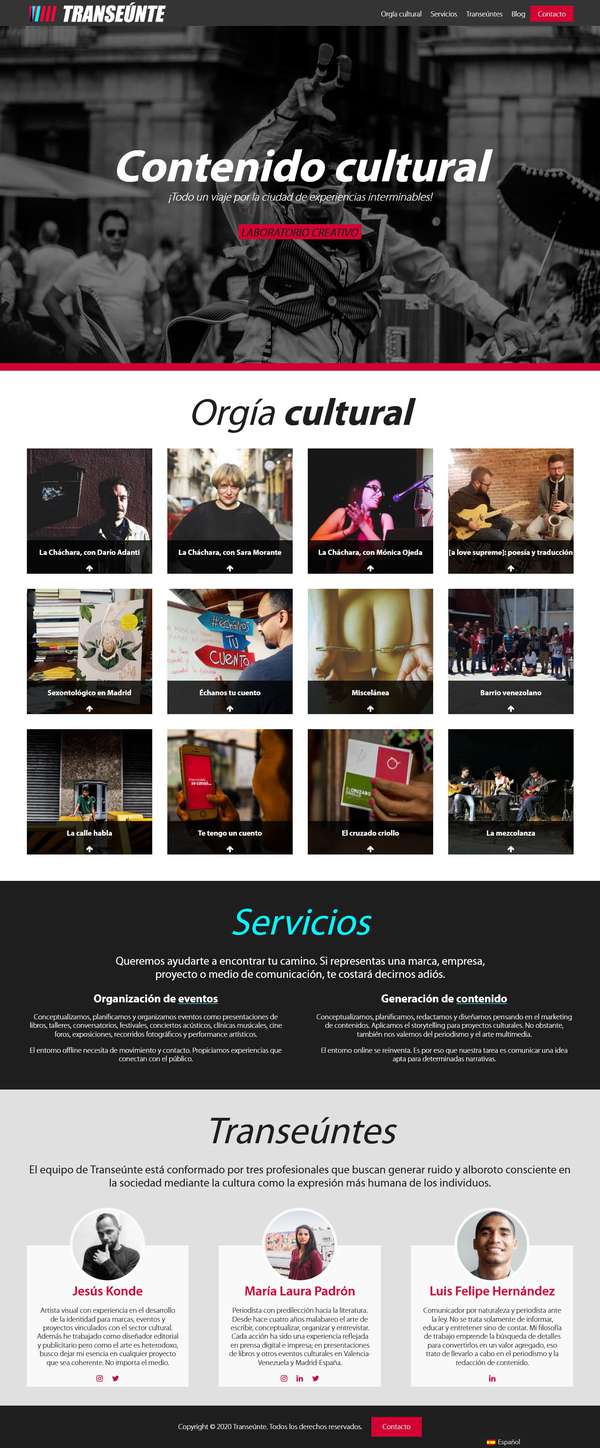 TRANSEÚNTE
Orgía cultural Servicios Transeúntes Blog Contacto
Contenido cultural
¡Todo un viaje por la ciudad de experiencias interminables!
LABORATORIO CREATIVO
Orgía cultural
La Cháchara, con Darío Adanti
La Cháchara, con Sara Morante
La Cháchara, con Mónica Ojeda
[a love supreme]: poesía y traducción
#ÉCHANOS
TU
CUENTO
Sexontológico en Madrid
Échanos tu cuento
Miscelánea
Barrio venezolano
La calle habla
Te tengo un cuento
El cruzado criollo
La mezcolanza
Servicios
Queremos ayudarte a encontrar tu camino. Si representas una marca, empresa,
proyecto o medio de comunicación, te costará decirnos adiós.
Organización de eventos
Conceptualizamos, planificamos y organizamos eventos como presentaciones de
libros, talleres, conversatorios, festivales, conciertos acústicos, clínicas musicales, cine
foros, exposiciones, recorridos fotográficos y performance artísticos.
El entorno offline necesita de movimiento y contacto. Propiciamos experiencias que
conectan con el público.
Generación de contenido
Conceptualizamos, planificamos, redactamos y diseñamos pensando en el marketing
de contenidos. Aplicamos el storytelling para proyectos culturales. No obstante,
también nos valemos del periodismo y el arte multimedia.
El entorno online se reinventa. Es por eso que nuestra tarea es comunicar una idea
apta para determinadas narrativas.
Transeúntes
El equipo de Transeúnte está conformado por tres profesionales que buscan generar ruido y alboroto consciente en
la sociedad mediante la cultura como la expresión más humana de los individuos.
Jesús Konde
Artista visual con experiencia en el desarrollo
de la identidad para marcas, eventos y
proyectos vinculados con el sector cultural.
Además he trabajado como diseñador editorial
y publicitario pero como el arte es heterodoxo,
busco dejar mi esencia en cualquier proyecto
que sea coherente. No importa el medio.
María Laura Padrón
Periodista con predilección hacia la literatura.
Desde hace cuatro años malabareo el arte de
escribir, conceptualizar, organizar y entrevistar.
Cada acción ha sido una experiencia reflejada
en prensa digital e impresa; en presentaciones
de libros y otros eventos culturales en Valencia-
Venezuela y Madrid-España.
Luis Felipe Hernández
Comunicador por naturaleza y periodista ante
la ley. No se trata solamente de informar,
educar y entretener sino de contar. Mi filosofía
de trabajo emprende la búsqueda de detalles
para convertirlos en un valor agregado, eso
trato de llevarlo a cabo en el periodismo y la
redacción de contenido.
Copyright © 2020 Transeúnte. Todos los derechos reservados.
Contacto
Español